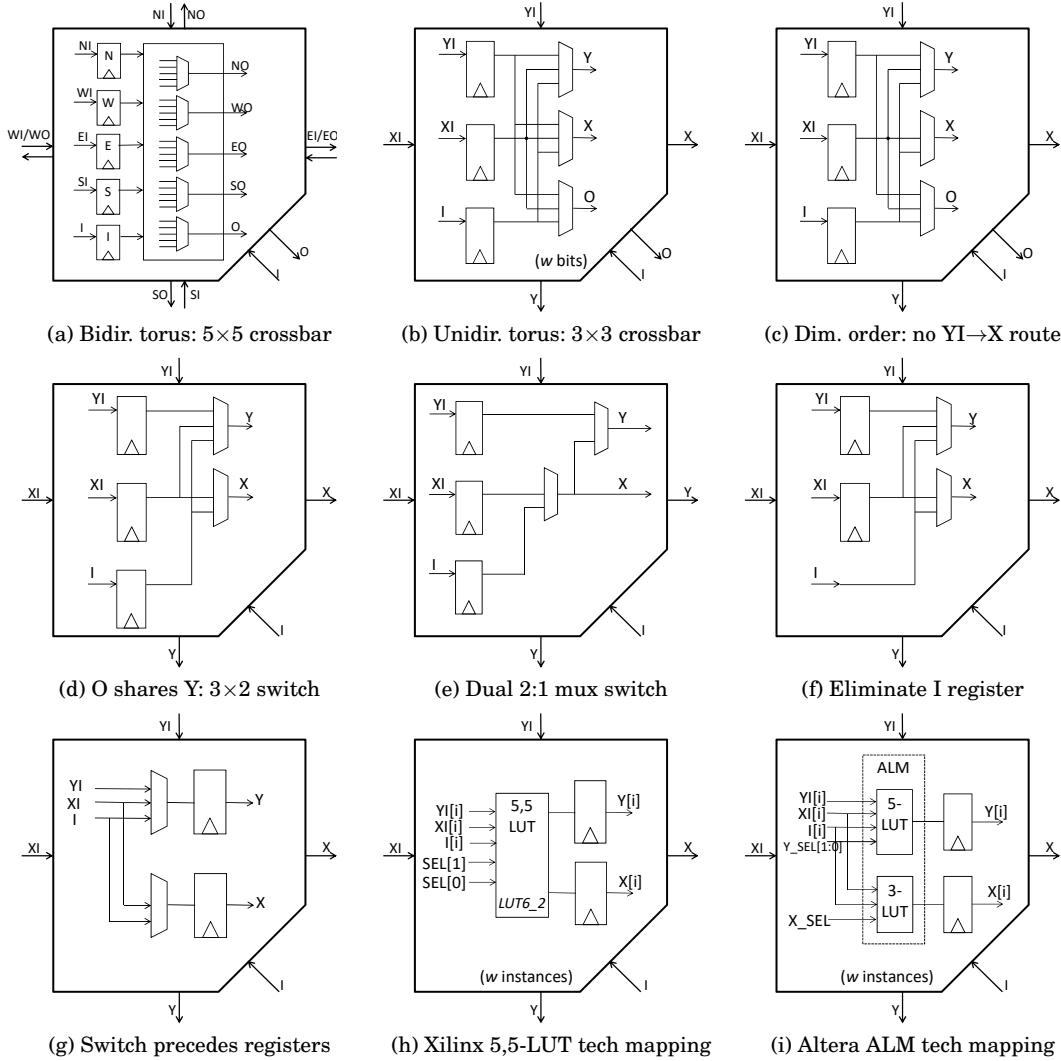 NI NO
NI N NO
WI W WO
EI E EO
SI S SO
I I O
WI/WO EI/EO
SO SI
O
I
(a) Bidir. torus: 5×5 crossbar
YI
YI Y
XI XI X X
I O
(w bits)
Y I
(b) Unidir. torus: 3×3 crossbar
YI
YI Y
XI XI X X
I O
O
Y I
(c) Dim. order: no YI→X route
YI
YI Y
XI XI X X
I
I
Y
(d) O shares Y: 3×2 switch
YI
YI Y
XI XI X Y
I
I
Y
(e) Dual 2:1 mux switch
YI
YI Y
XI XI X X
I
I
Y
(f) Eliminate I register
YI
YI
XI Y
I
XI X
X
I
Y
(g) Switch precedes registers
YI
5,5
YI[i] LUT Y[i]
XI[i]
I[i]
SEL[1]
XI X
SEL[0] X[i]
LUT6_2
(w instances) I
Y
(h) Xilinx 5,5-LUT tech mapping
YI
ALM
YI[i] 5-
XI[i] LUT Y[i]
I[i]
Y_SEL[1:0]
XI X
3- X[i]
X_SEL LUT
(w instances) I
Y
(i) Altera ALM tech mapping